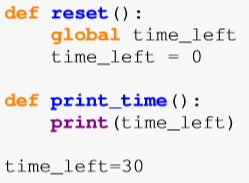 def reset():
    global time_left
    time_left = 0
def print_time():
    print(time_left)
time_left=30